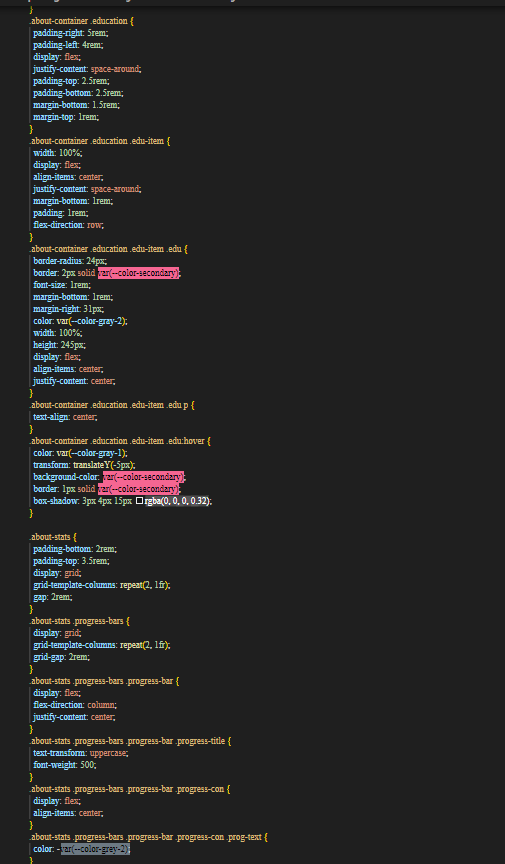 }
.about-container .education {
padding-right: 5rem;
padding-left: 4rem;
display: flex;
justify-content: space-around;
padding-top: 2.5rem;
padding-bottom: 2.5rem;
margin-bottom: 1.5rem;
margin-top: 1rem;
}
.about-container .education .edu-item {
width: 100%;
display: flex;
align-items: center;
justify-content: space-around;
margin-bottom: 1rem;
padding: 1rem;
flex-direction: row;
}
.about-container .education .edu-item .edu {
border-radius: 24px;
border: 2px solid var(--color-secondary);
font-size: 1rem;
margin-bottom: 1rem;
margin-right: 31px;
color: var(--color-gray-2);
width: 100%;
height: 245px;
display: flex;
align-items: center;
justify-content: center;
}
.about-container .education .edu-item .edu p {
text-align: center;
}
.about-container .education .edu-item .edu:hover {
color: var(--color-gray-1);
transform: translateY(-5px);
background-color: var(--color-secondary);
border: 1px solid var(--color-secondary);
box-shadow: 3px 4px 15px rgba(0, 0, 0, 0.32);
}
.about-stats {
padding-bottom: 2rem;
padding-top: 3.5rem;
display: grid;
grid-template-columns: repeat(2, 1fr);
gap: 2rem;
}
.about-stats .progress-bars {
display: grid;
grid-template-columns: repeat(2, 1fr);
grid-gap: 2rem;
}
.about-stats .progress-bars .progress-bar {
display: flex;
flex-direction: column;
justify-content: center;
}
.about-stats .progress-bars .progress-bar .progress-title {
text-transform: uppercase;
font-weight: 500;
}
.about-stats .progress-bars .progress-bar .progress-con {
display: flex;
align-items: center;
}
.about-stats .progress-bars .progress-bar .progress-con .prog-text {
color: -var(--color-grey-2);
}